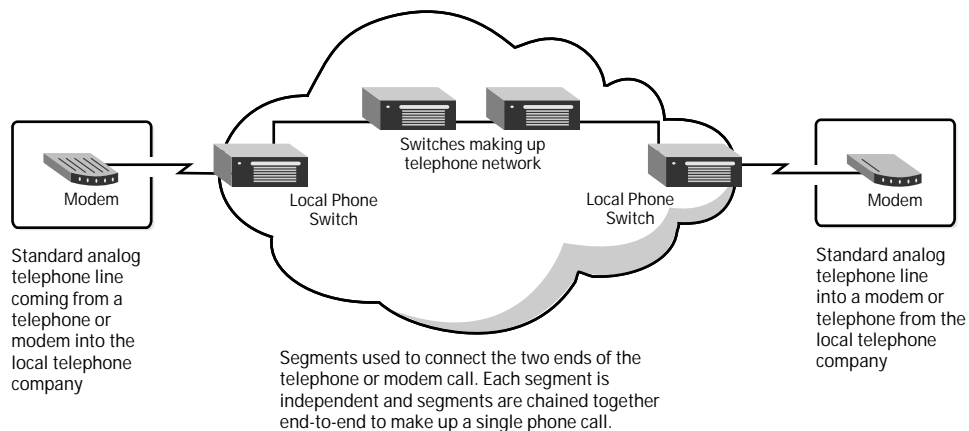 Switches making up
telephone network
Modem
Local Phone
Switch
Local Phone
Switch
Modem
Standard analog
telephone line
coming from a
telephone or
modem into the
local telephone
company
Standard analog
telephone line
into a modem or
telephone from the
local telephone
company
Segments used to connect the two ends of the
telephone or modem call. Each segment is
independent and segments are chained together
end-to-end to make up a single phone call.